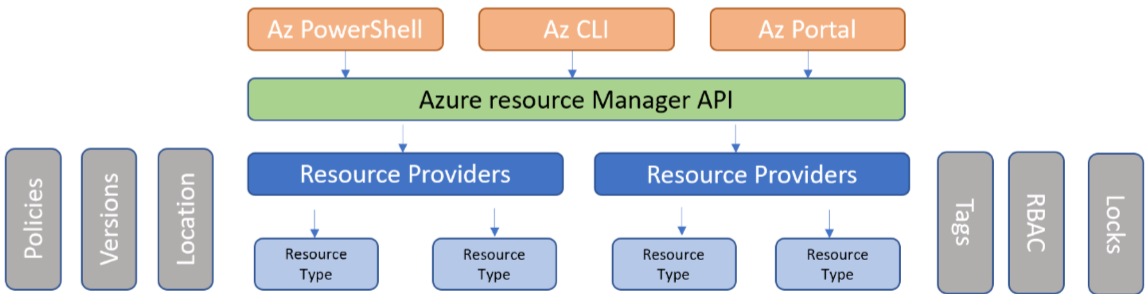 Az PowerShell
Az CLI
Az Portal
Azure resource Manager API
Policies
Versions
Location
Resource Providers
Resource Providers
Tags
RBAC
Locks
Resource
Type
Resource
Type
Resource
Type
Resource
Type